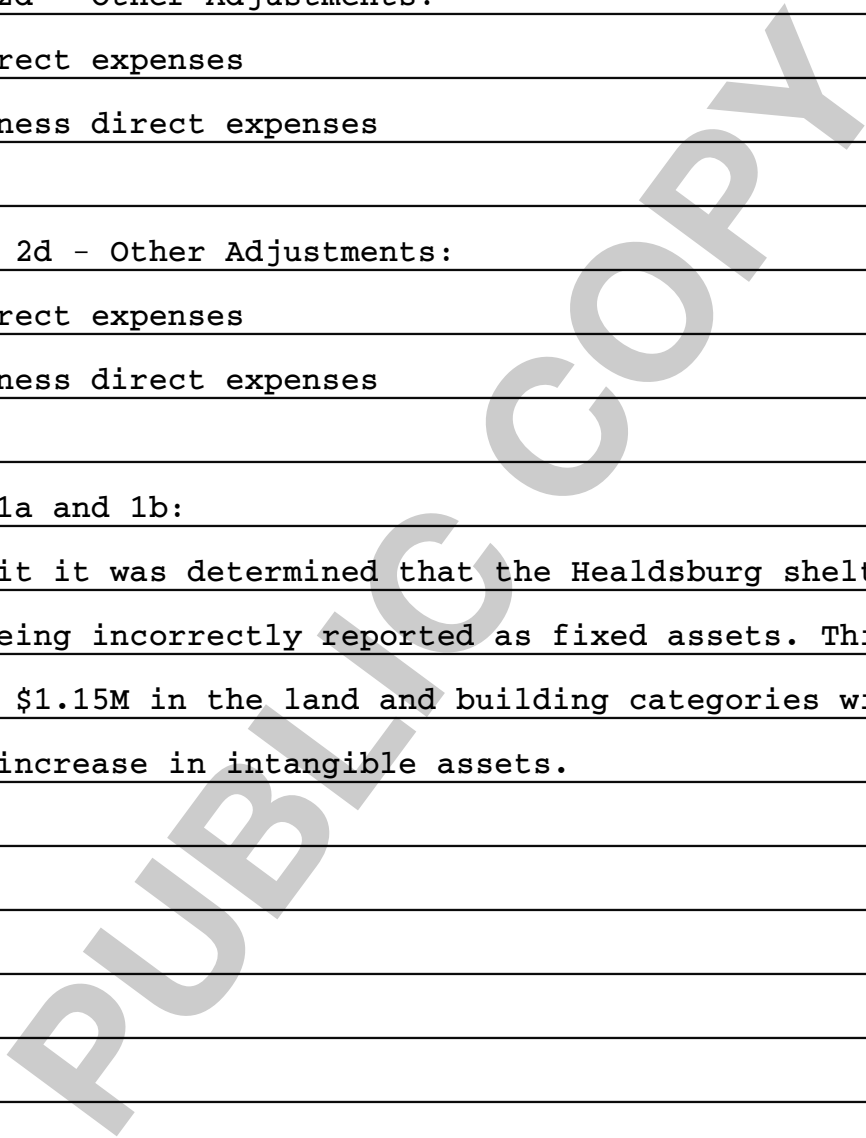 2d - Other Adjustments:
rect expenses
ness direct expenses
2d - Other Adjustments:
rect expenses
ness direct expenses
1a and 1b:
it it was determined that the Healdsburg shelt
eing incorrectly reported as fixed assets. Thi
$1.15M in the land and building categories wi
increase in intangible assets.
PUBLIC COPY